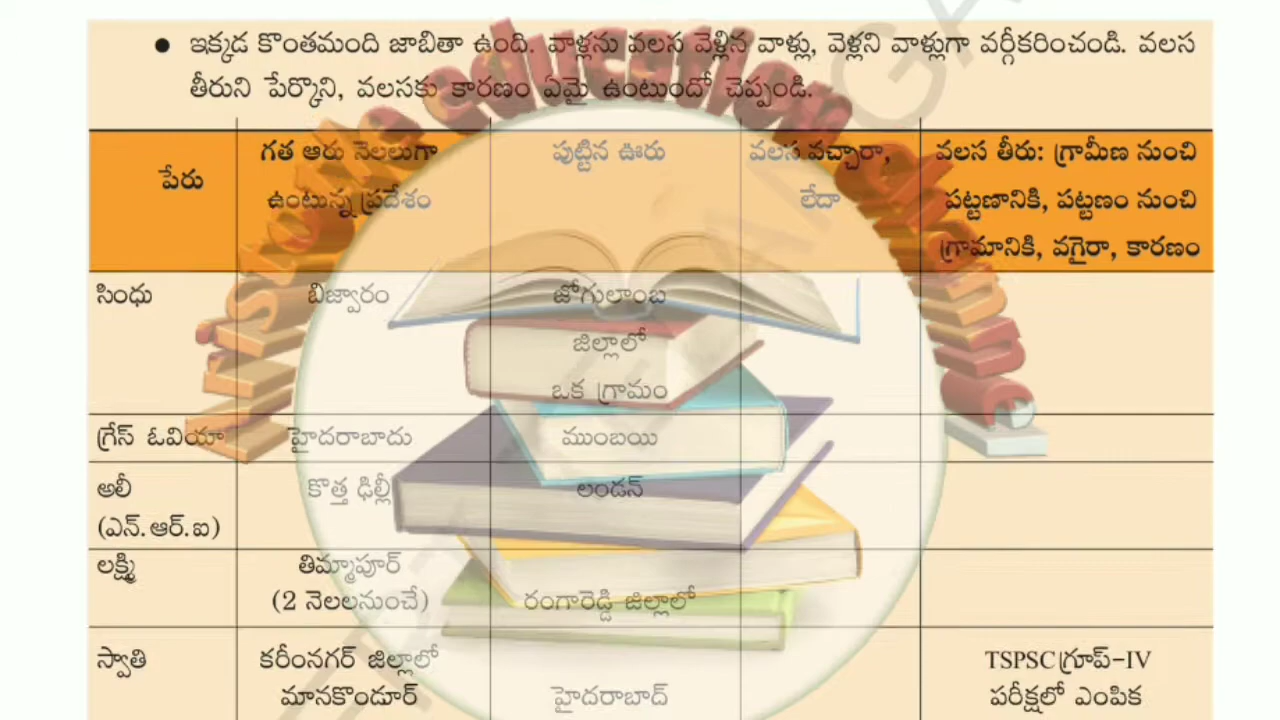 ● ఇక్కడ కొంతమంది జాబితా ఉంది. వాళ్లను వలస వెళ్లిన వాళ్లు, వెళ్లని వాళ్లుగా వర్గీకరించండి. వలస
తీరుని పేర్కొని, వలసకు కారణం ఏమై ఉంటుందో చెప్పండి.
పేరు
గత ఆరు నెలలుగా
ఉంటున్న ప్రదేశం
పుట్టిన ఊరు
వలస వచ్చారా,
లేదా
వలస తీరు: గ్రామీణ నుంచి
పట్టణానికి, పట్టణం నుంచి
గ్రామానికి, వగైరా, కారణం
సింధు
బిజ్వారం
జోగులాంబ
జిల్లాలో
ఒక గ్రామం
గ్రేస్ ఓవియా
హైదరాబాదు
ముంబయి
అలీ
(ఎన్.ఆర్.ఐ)
కొత్త ఢిల్లీ
లండన్
లక్ష్మి
తిమ్మాపూర్
(2 నెలలనుంచే)
రంగారెడ్డి జిల్లాలో
స్వాతి
కరీంనగర్ జిల్లాలో
మానకొండూర్
హైదరాబాద్
TSPSC గ్రూప్-IV
పరీక్షలో ఎంపిక
education